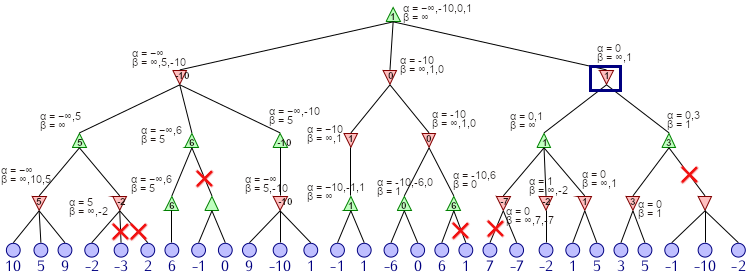 1
α = −∞,-10,0,1
β = ∞
α = −∞
β = ∞,5,-10
-10
α = -10
β = ∞,1,0
0
α = 0
β = ∞,1
1
α = −∞,5
β = ∞
5
α = −∞,6
β = 5
6
α = −∞,-10
β = 5
-10
α = -10
β = ∞,1
1
α = -10
β = ∞,1,0
0
α = 0,1
β = ∞
1
α = 0,3
β = 1
3
α = −∞
β = ∞,10,5
5
α = 5
β = ∞,-2
-2
α = −∞,6
β = 5
6
α = −∞
β = 5,-10
-10
α = -10,-1,1
β = ∞
1
α = -10,-6,0
β = 1
0
α = -10,6
β = 0
6
-7
α = 0
β = ∞,7,-7
α = 1
β = ∞,-2
-2
α = 0
β = ∞,1
1
3
α = 0
β = 1
10 5 9 −2 −3 2 6 −1 0 9 −10 1 −1 1 −6 0 6 1 7 −7 −2 1 5 3 5 −1 −10 −2